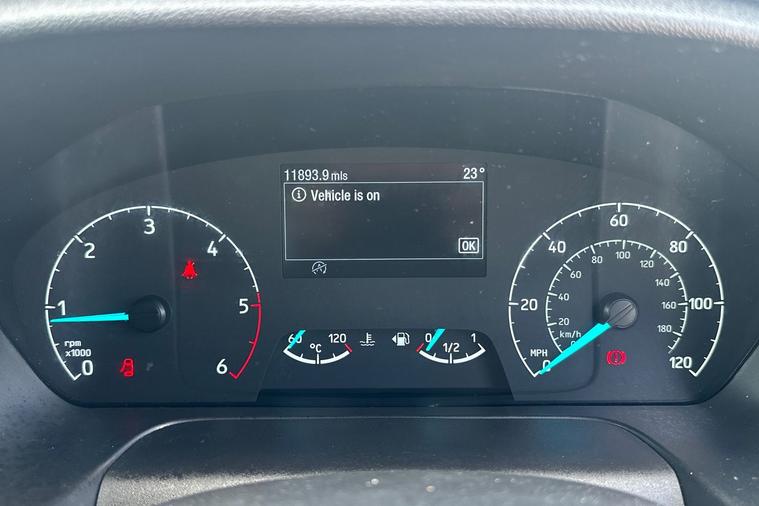 11893.9 mls 23°
Vehicle is on
OK
0 1 2 3 4 5 6
rpm
x1000
60 120
°C
0 1/2 1
0 20 40 60 80 100 120
MPH
0 20 40 60 80 100 120 140 160 180
km/h